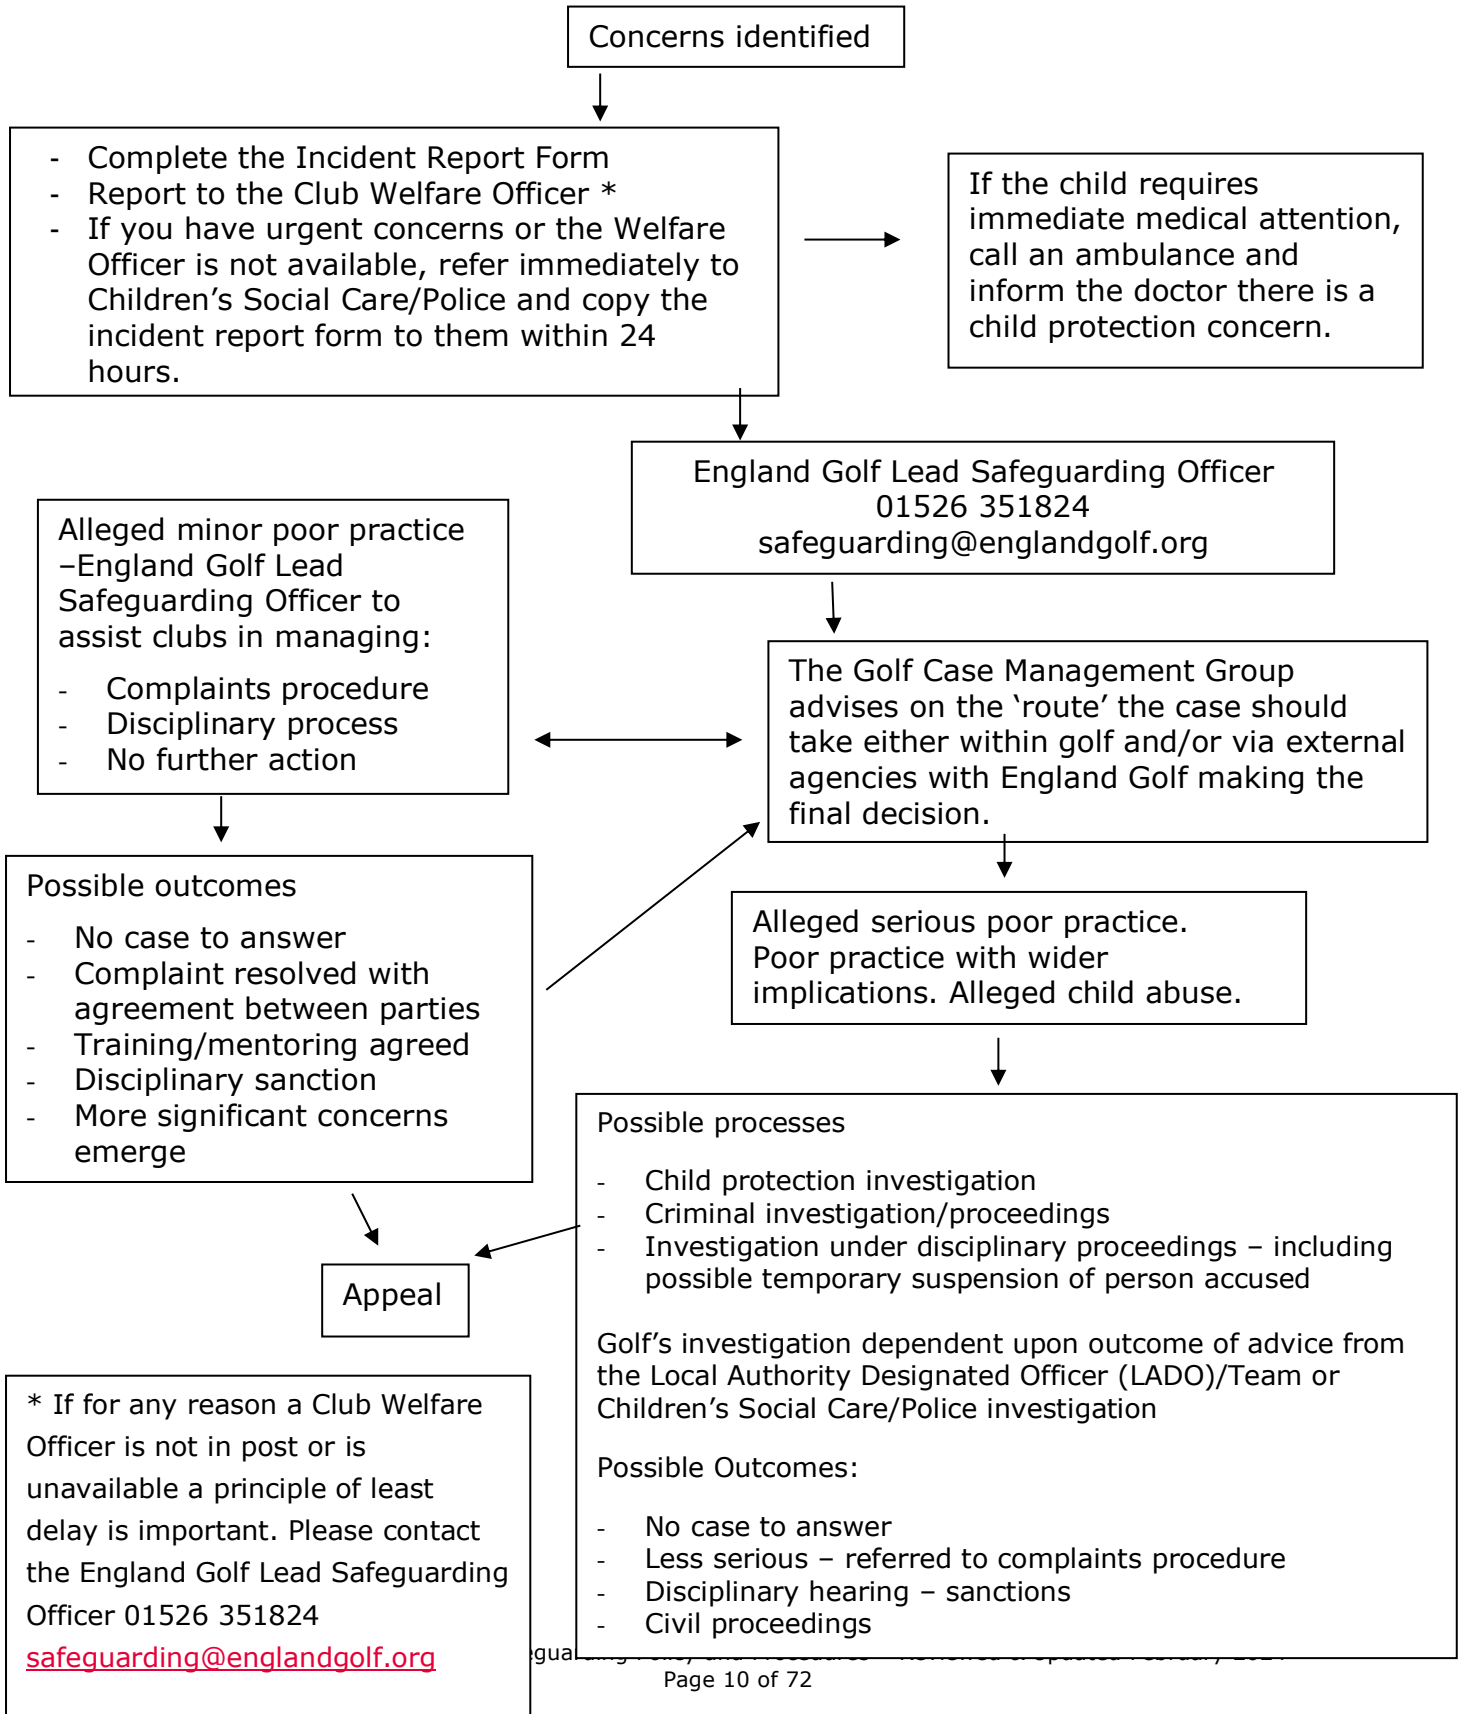 Concerns identified
- Complete the Incident Report Form
- Report to the Club Welfare Officer *
- If you have urgent concerns or the Welfare
Officer is not available, refer immediately to
Children’s Social Care/Police and copy the
incident report form to them within 24
hours.
If the child requires
immediate medical attention,
call an ambulance and
inform the doctor there is a
child protection concern.
England Golf Lead Safeguarding Officer
01526 351824
safeguarding@englandgolf.org
Alleged minor poor practice
–England Golf Lead
Safeguarding Officer to
assist clubs in managing:
- Complaints procedure
- Disciplinary process
- No further action
The Golf Case Management Group
advises on the ‘route’ the case should
take either within golf and/or via external
agencies with England Golf making the
final decision.
Possible outcomes
- No case to answer
- Complaint resolved with
agreement between parties
- Training/mentoring agreed
- Disciplinary sanction
- More significant concerns
emerge
Alleged serious poor practice.
Poor practice with wider
implications. Alleged child abuse.
Possible processes
- Child protection investigation
- Criminal investigation/proceedings
- Investigation under disciplinary proceedings – including
possible temporary suspension of person accused
Golf’s investigation dependent upon outcome of advice from
the Local Authority Designated Officer (LADO)/Team or
Children’s Social Care/Police investigation
Possible Outcomes:
- No case to answer
- Less serious – referred to complaints procedure
- Disciplinary hearing – sanctions
- Civil proceedings
Appeal
* If for any reason a Club Welfare
Officer is not in post or is
unavailable a principle of least
delay is important. Please contact
the England Golf Lead Safeguarding
Officer 01526 351824
safeguarding@englandgolf.org
Page 10 of 72